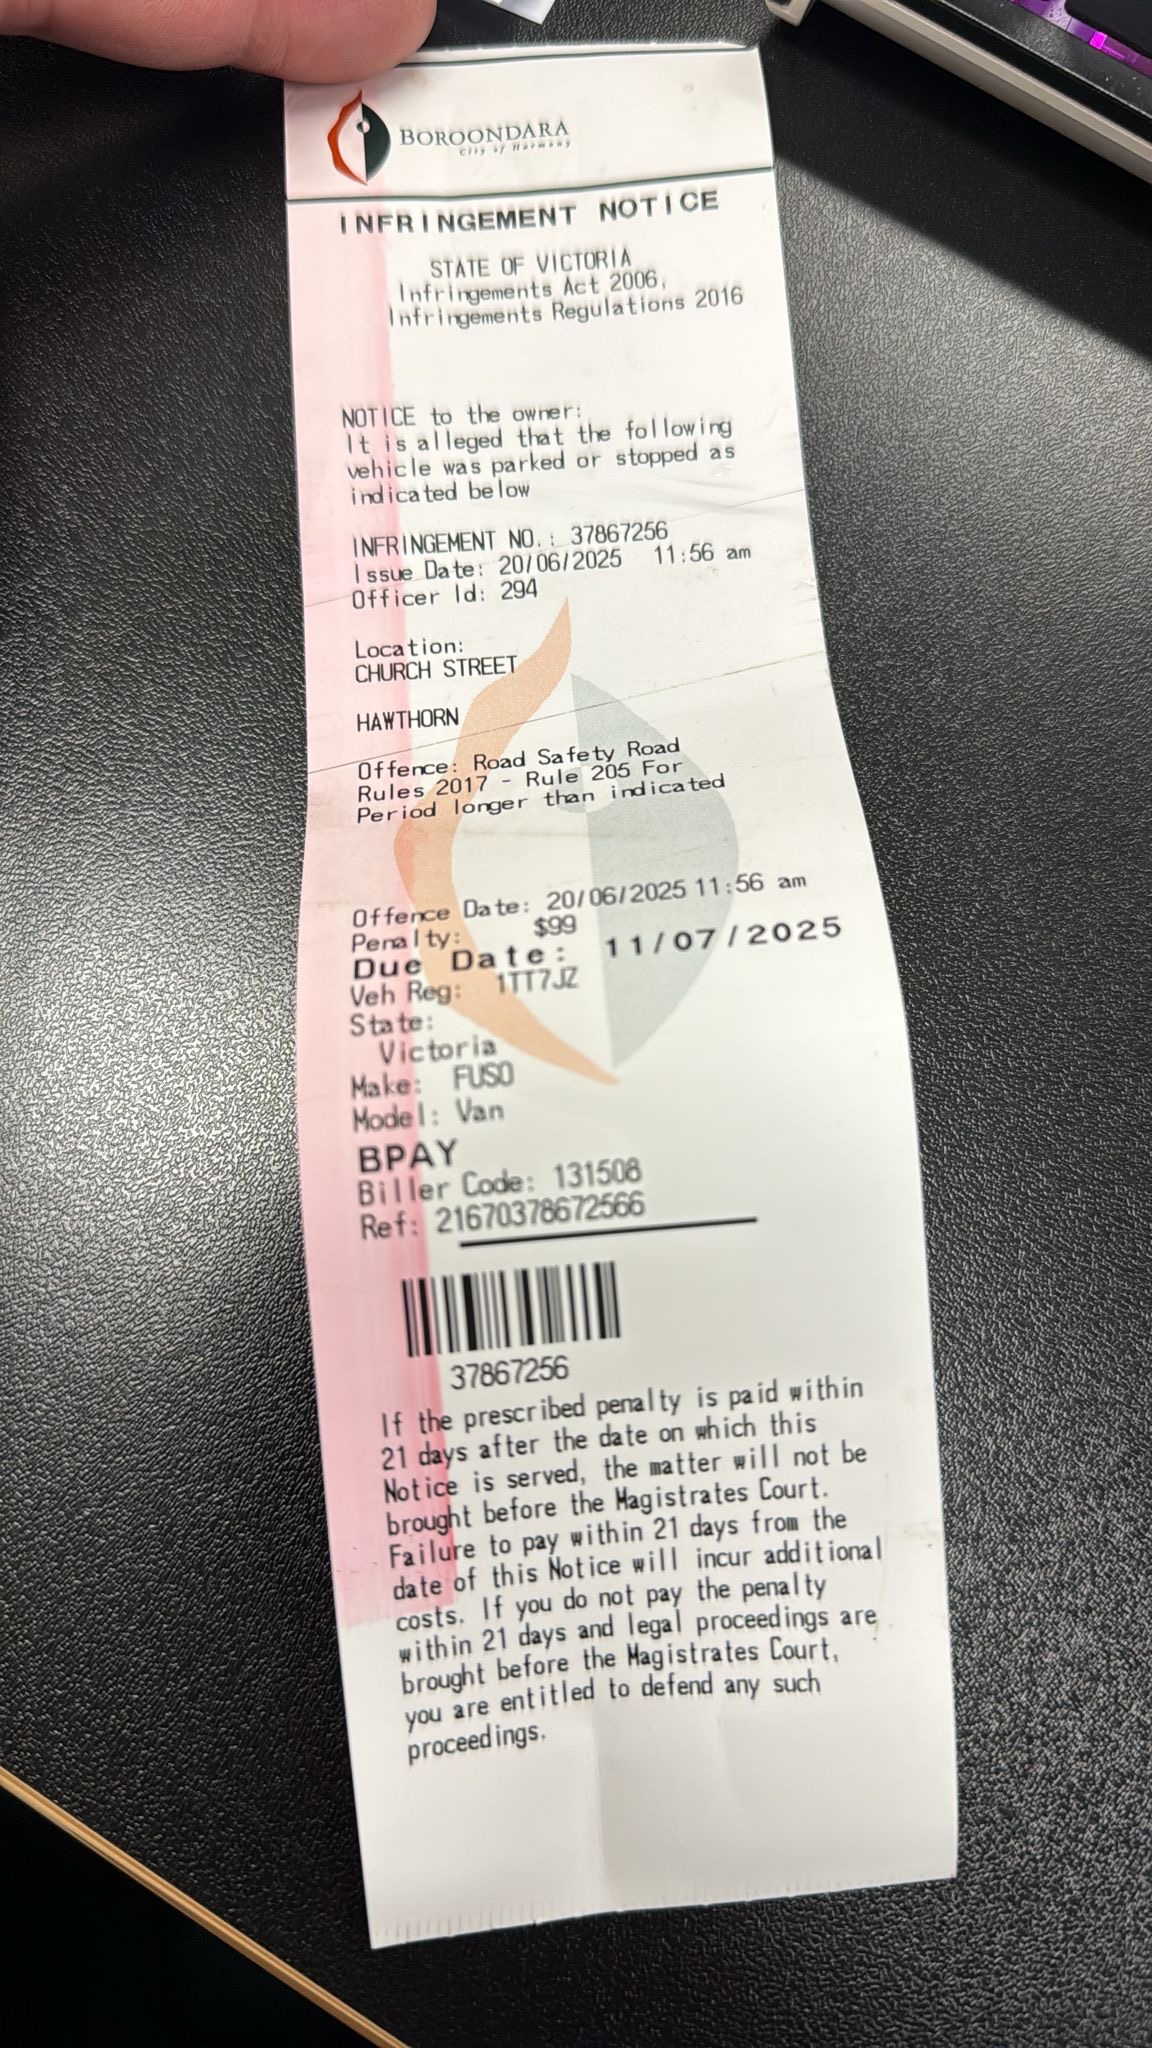 BOROONDARA
City of Harmony
INFRINGEMENT NOTICE
STATE OF VICTORIA
Infringements Act 2006,
Infringements Regulations 2016
NOTICE to the owner:
It is alleged that the following
vehicle was parked or stopped as
indicated below
INFRINGEMENT NO.: 37867256
Issue Date: 20/06/2025 11:56 am
Officer Id: 294
Location:
CHURCH STREET
HAWTHORN
Offence: Road Safety Road
Rules 2017 - Rule 205 For
Period longer than indicated
Offence Date: 20/06/2025 11:56 am
Penalty: $99
Due Date: 11/07/2025
Veh Reg: 1TT7JZ
State:
Victoria
Make: FUSO
Model: Van
BPAY
Biller Code: 131508
Ref: 21670378672566
37867256
If the prescribed penalty is paid within
21 days after the date on which this
Notice is served, the matter will not be
brought before the Magistrates Court.
Failure to pay within 21 days from the
date of this Notice will incur additional
costs. If you do not pay the penalty
within 21 days and legal proceedings are
brought before the Magistrates Court,
you are entitled to defend any such
proceedings.